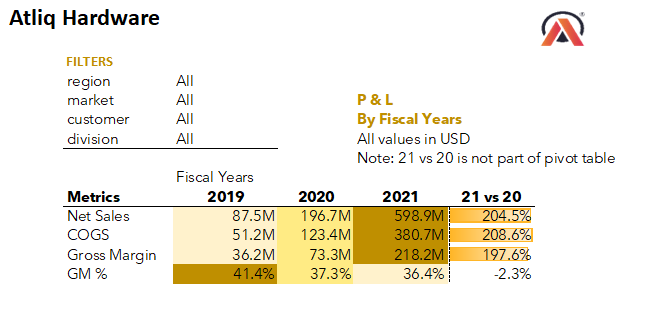 Atliq Hardware
FILTERS
region All
market All
customer All
division All
P & L
By Fiscal Years
All values in USD
Note: 21 vs 20 is not part of pivot table
Fiscal Years
Metrics 2019 2020 2021 21 vs 20
Net Sales 87.5M 196.7M 598.9M 204.5%
COGS 51.2M 123.4M 380.7M 208.6%
Gross Margin 36.2M 73.3M 218.2M 197.6%
GM % 41.4% 37.3% 36.4% -2.3%